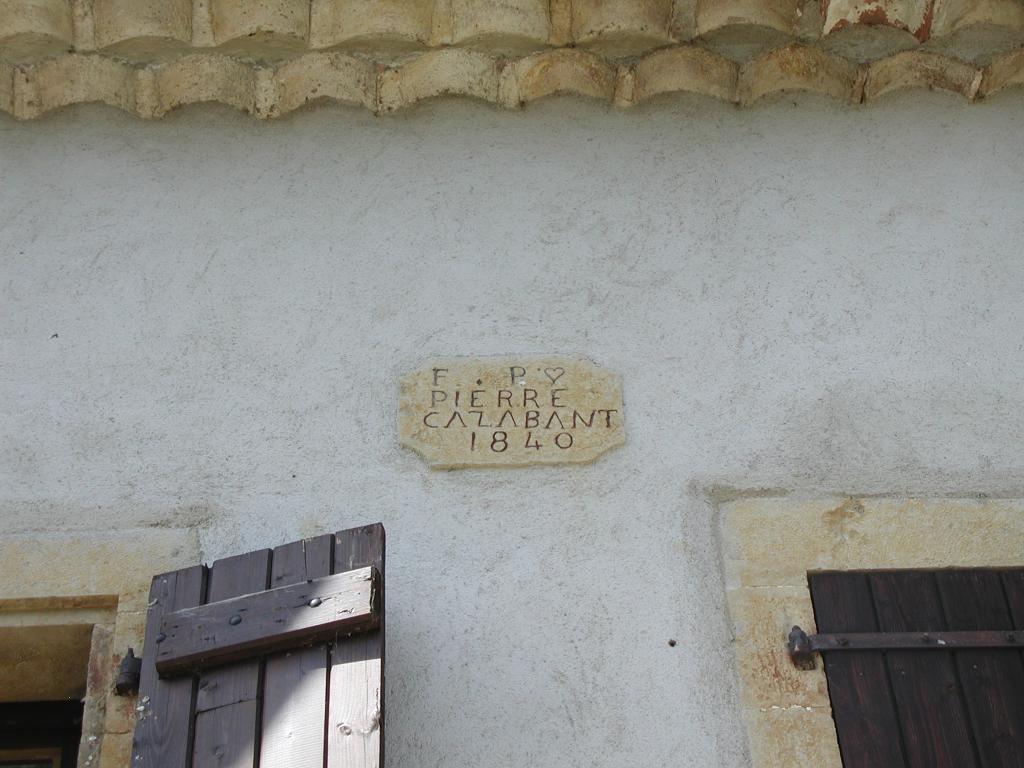 F . P ♡
PIERRE
CAZABANT
1840